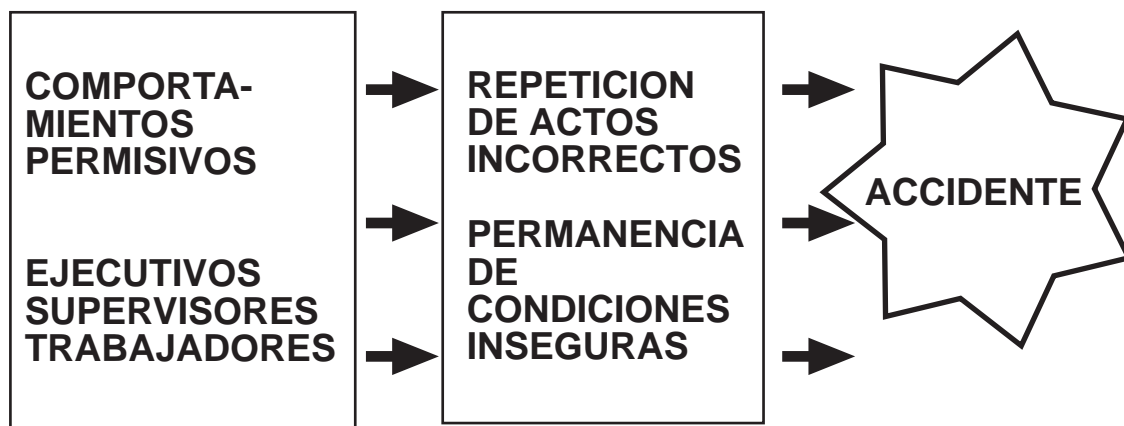 COMPORTA-
MIENTOS
PERMISIVOS
EJECUTIVOS
SUPERVISORES
TRABAJADORES
REPETICION
DE ACTOS
INCORRECTOS
PERMANENCIA
DE
CONDICIONES
INSEGURAS
ACCIDENTE